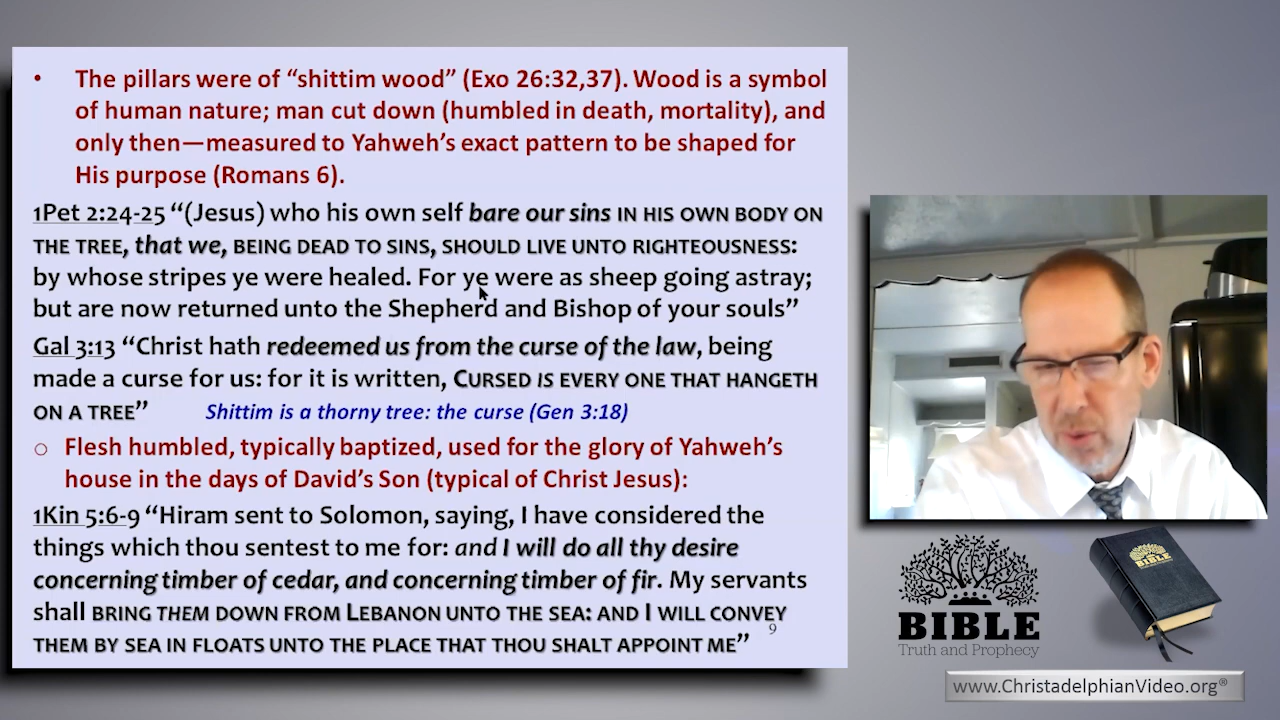 • The pillars were of “shittim wood” (Exo 26:32,37). Wood is a symbol
of human nature; man cut down (humbled in death, mortality), and
only then—measured to Yahweh’s exact pattern to be shaped for
His purpose (Romans 6).
1Pet 2:24-25 “(Jesus) who his own self bare our sins IN HIS OWN BODY ON
THE TREE, that we, BEING DEAD TO SINS, SHOULD LIVE UNTO RIGHTEOUSNESS:
by whose stripes ye were healed. For ye were as sheep going astray;
but are now returned unto the Shepherd and Bishop of your souls”
Gal 3:13 “Christ hath redeemed us from the curse of the law, being
made a curse for us: for it is written, CURSED IS EVERY ONE THAT HANGETH
ON A TREE” Shittim is a thorny tree: the curse (Gen 3:18)
○ Flesh humbled, typically baptized, used for the glory of Yahweh’s
house in the days of David’s Son (typical of Christ Jesus):
1Kin 5:6-9 “Hiram sent to Solomon, saying, I have considered the
things which thou sentest to me for: and I will do all thy desire
concerning timber of cedar, and concerning timber of fir. My servants
shall BRING THEM DOWN FROM LEBANON UNTO THE SEA: AND I WILL CONVEY
THEM BY SEA IN FLOATS UNTO THE PLACE THAT THOU SHALT APPOINT ME”
9
BIBLE
Truth and Prophecy
BIBLE
www.ChristadelphianVideo.org®